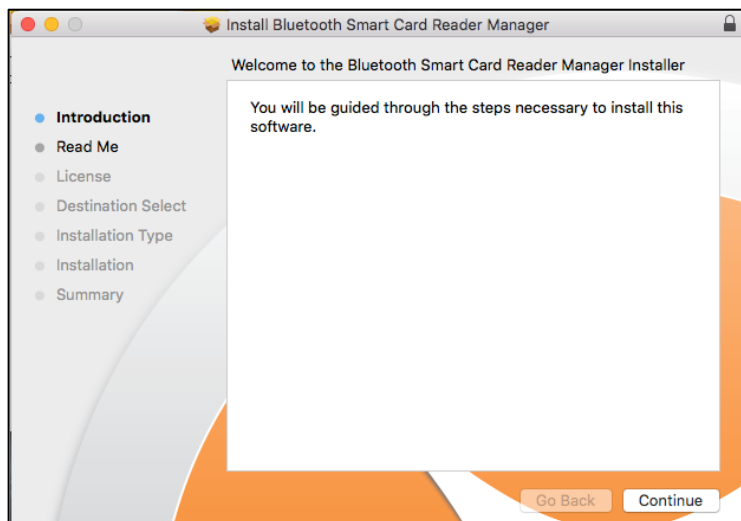 Install Bluetooth Smart Card Reader Manager
Welcome to the Bluetooth Smart Card Reader Manager Installer
Introduction
Read Me
License
Destination Select
Installation Type
Installation
Summary
You will be guided through the steps necessary to install this
software.
Go Back
Continue